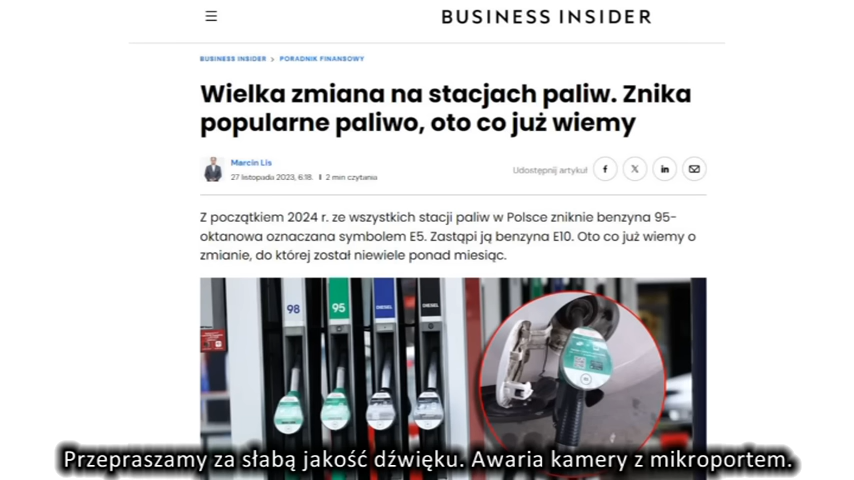 BUSINESS INSIDER
BUSINESS INSIDER > PORADNIK FINANSOWY
Wielka zmiana na stacjach paliw. Znika
popularne paliwo, oto co już wiemy
Marcin Lis
27 listopada 2023, 6:18. 2 min czytania
Udostępnij artykuł
Z początkiem 2024 r. ze wszystkich stacji paliw w Polsce zniknie benzyna 95-
oktanowa oznaczana symbolem E5. Zastąpi ją benzyna E10. Oto co już wiemy o
zmianie, do której został niewiele ponad miesiąc.
98
95
DIESEL
DIESEL
Przepraszamy za słabą jakość dźwięku. Awaria kamery z mikroportem.